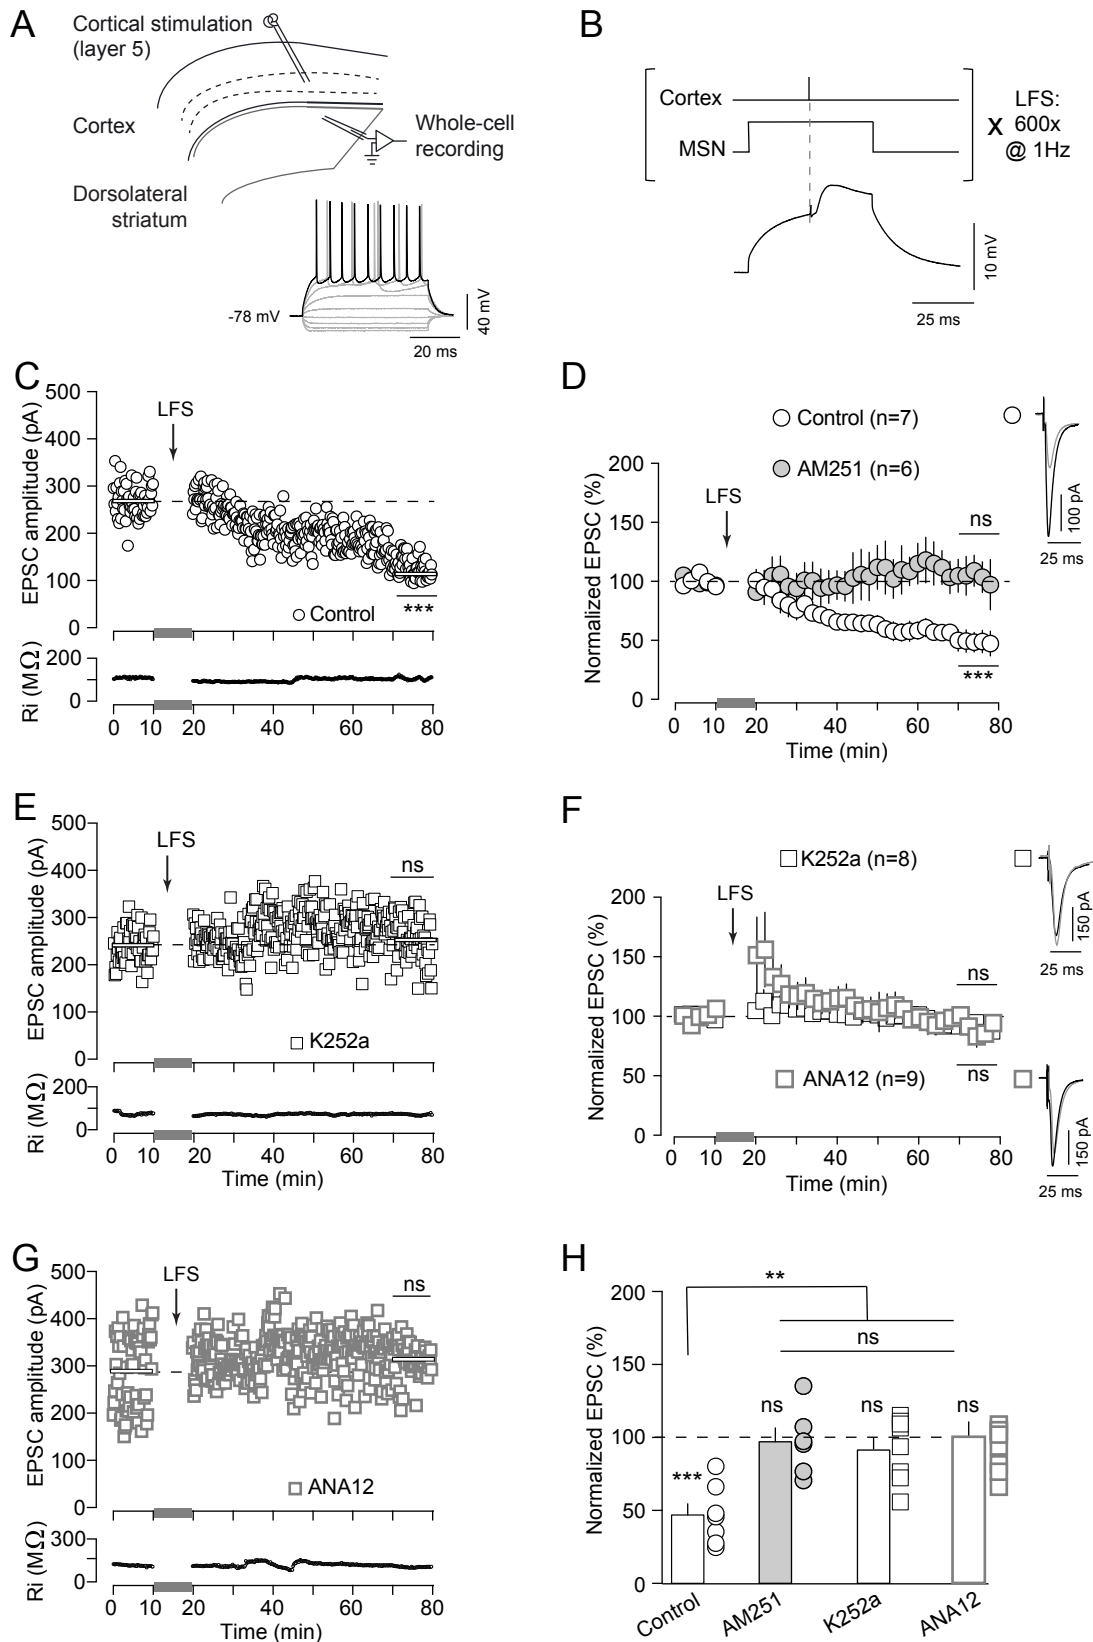 A
Cortical stimulation
(layer 5)
Cortex
Whole-cell
recording
Dorsolateral
striatum
-78 mV
40 mV
20 ms
B
Cortex
MSN
X
LFS:
600x
@ 1Hz
10 mV
25 ms
C
EPSC amplitude (pA)
500
400
300
200
100
0
LFS
Control
***
Ri (MΩ)
200
0
0
10
20
40
60
80
Time (min)
D
Control (n=7)
AM251 (n=6)
Normalized EPSC (%)
200
150
100
50
0
LFS
ns
***
100 pA
25 ms
0
10
20
40
60
80
Time (min)
E
EPSC amplitude (pA)
500
400
300
200
100
0
LFS
ns
K252a
Ri (MΩ)
200
0
0
10
20
40
60
80
Time (min)
F
K252a (n=8)
Normalized EPSC (%)
200
150
100
50
0
LFS
ns
ns
ANA12 (n=9)
150 pA
25 ms
150 pA
25 ms
0
10
20
40
60
80
Time (min)
G
EPSC amplitude (pA)
500
400
300
200
100
0
LFS
ns
ANA12
Ri (MΩ)
300
0
0
10
20
40
60
80
Time (min)
H
Normalized EPSC (%)
200
150
100
50
0
**
ns
***
ns
ns
ns
Control
AM251
K252a
ANA12